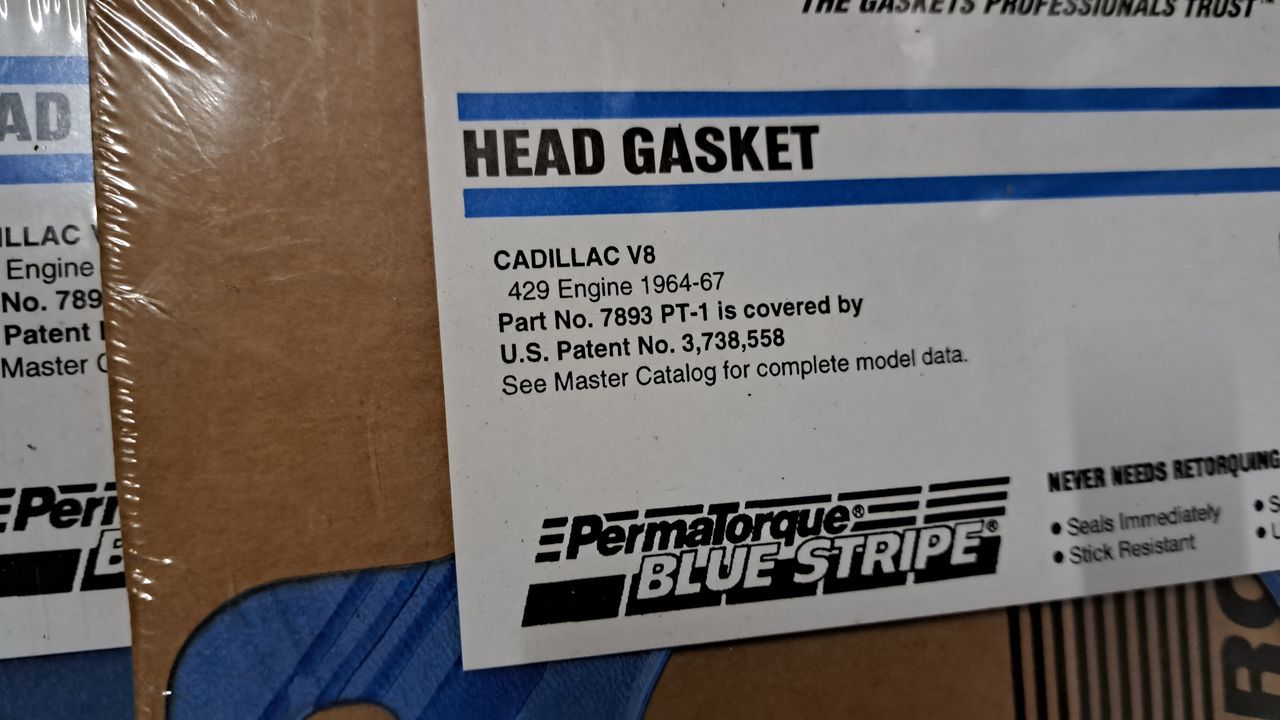 THE GASKETS PROFESSIONALS TRUST™
HEAD GASKET
CADILLAC V8
429 Engine 1964-67
Part No. 7893 PT-1 is covered by
U.S. Patent No. 3,738,558
See Master Catalog for complete model data.
PermaTorque®
BLUE STRIPE®
NEVER NEEDS RETORQUING
• Seals Immediately
• Stick Resistant
AD
ILLAC
Engine
No. 789
Patent
Master
Perm
B